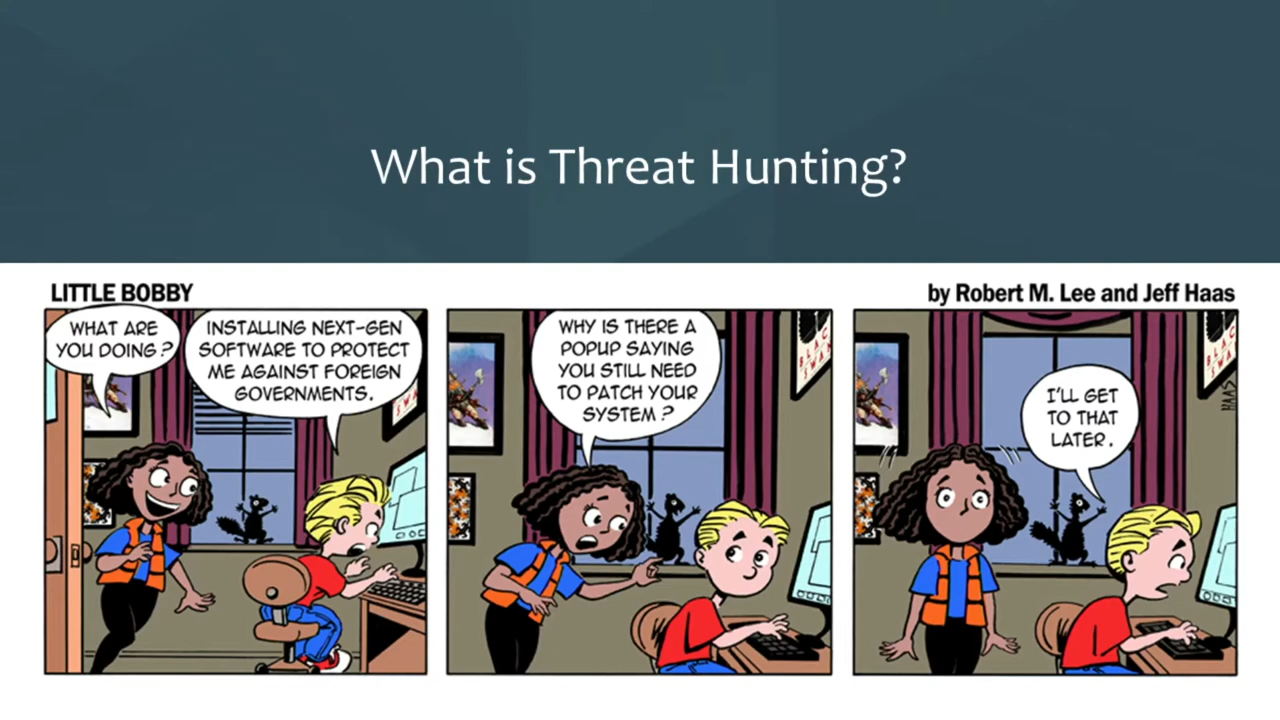 What is Threat Hunting?
LITTLE BOBBY
by Robert M. Lee and Jeff Haas
WHAT ARE
YOU DOING?
INSTALLING NEXT-GEN
SOFTWARE TO PROTECT
ME AGAINST FOREIGN
GOVERNMENTS.
WHY IS THERE A
POPUP SAYING
YOU STILL NEED
TO PATCH YOUR
SYSTEM?
I'LL GET
TO THAT
LATER.
HAAS